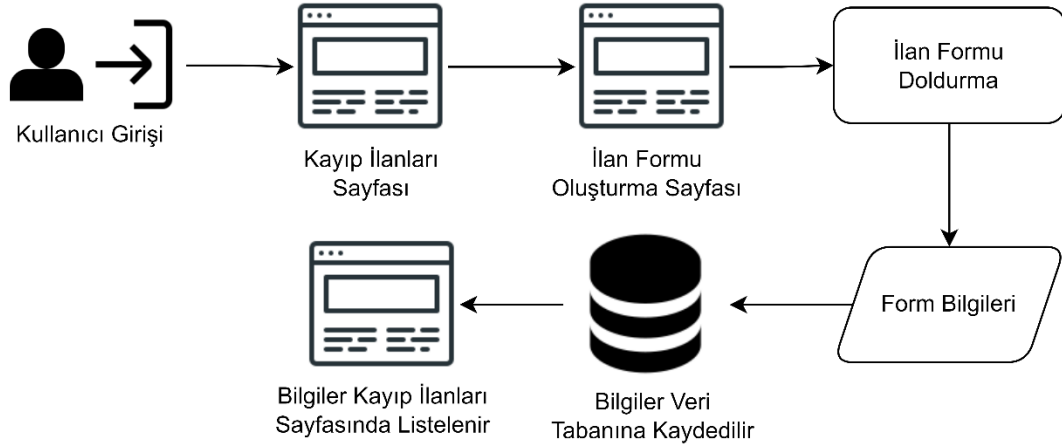 Kullanıcı Girişi
Kayıp İlanları
Sayfası
İlan Formu
Oluşturma Sayfası
İlan Formu
Doldurma
Form Bilgileri
Bilgiler Veri
Tabanına Kaydedilir
Bilgiler Kayıp İlanları
Sayfasında Listelenir